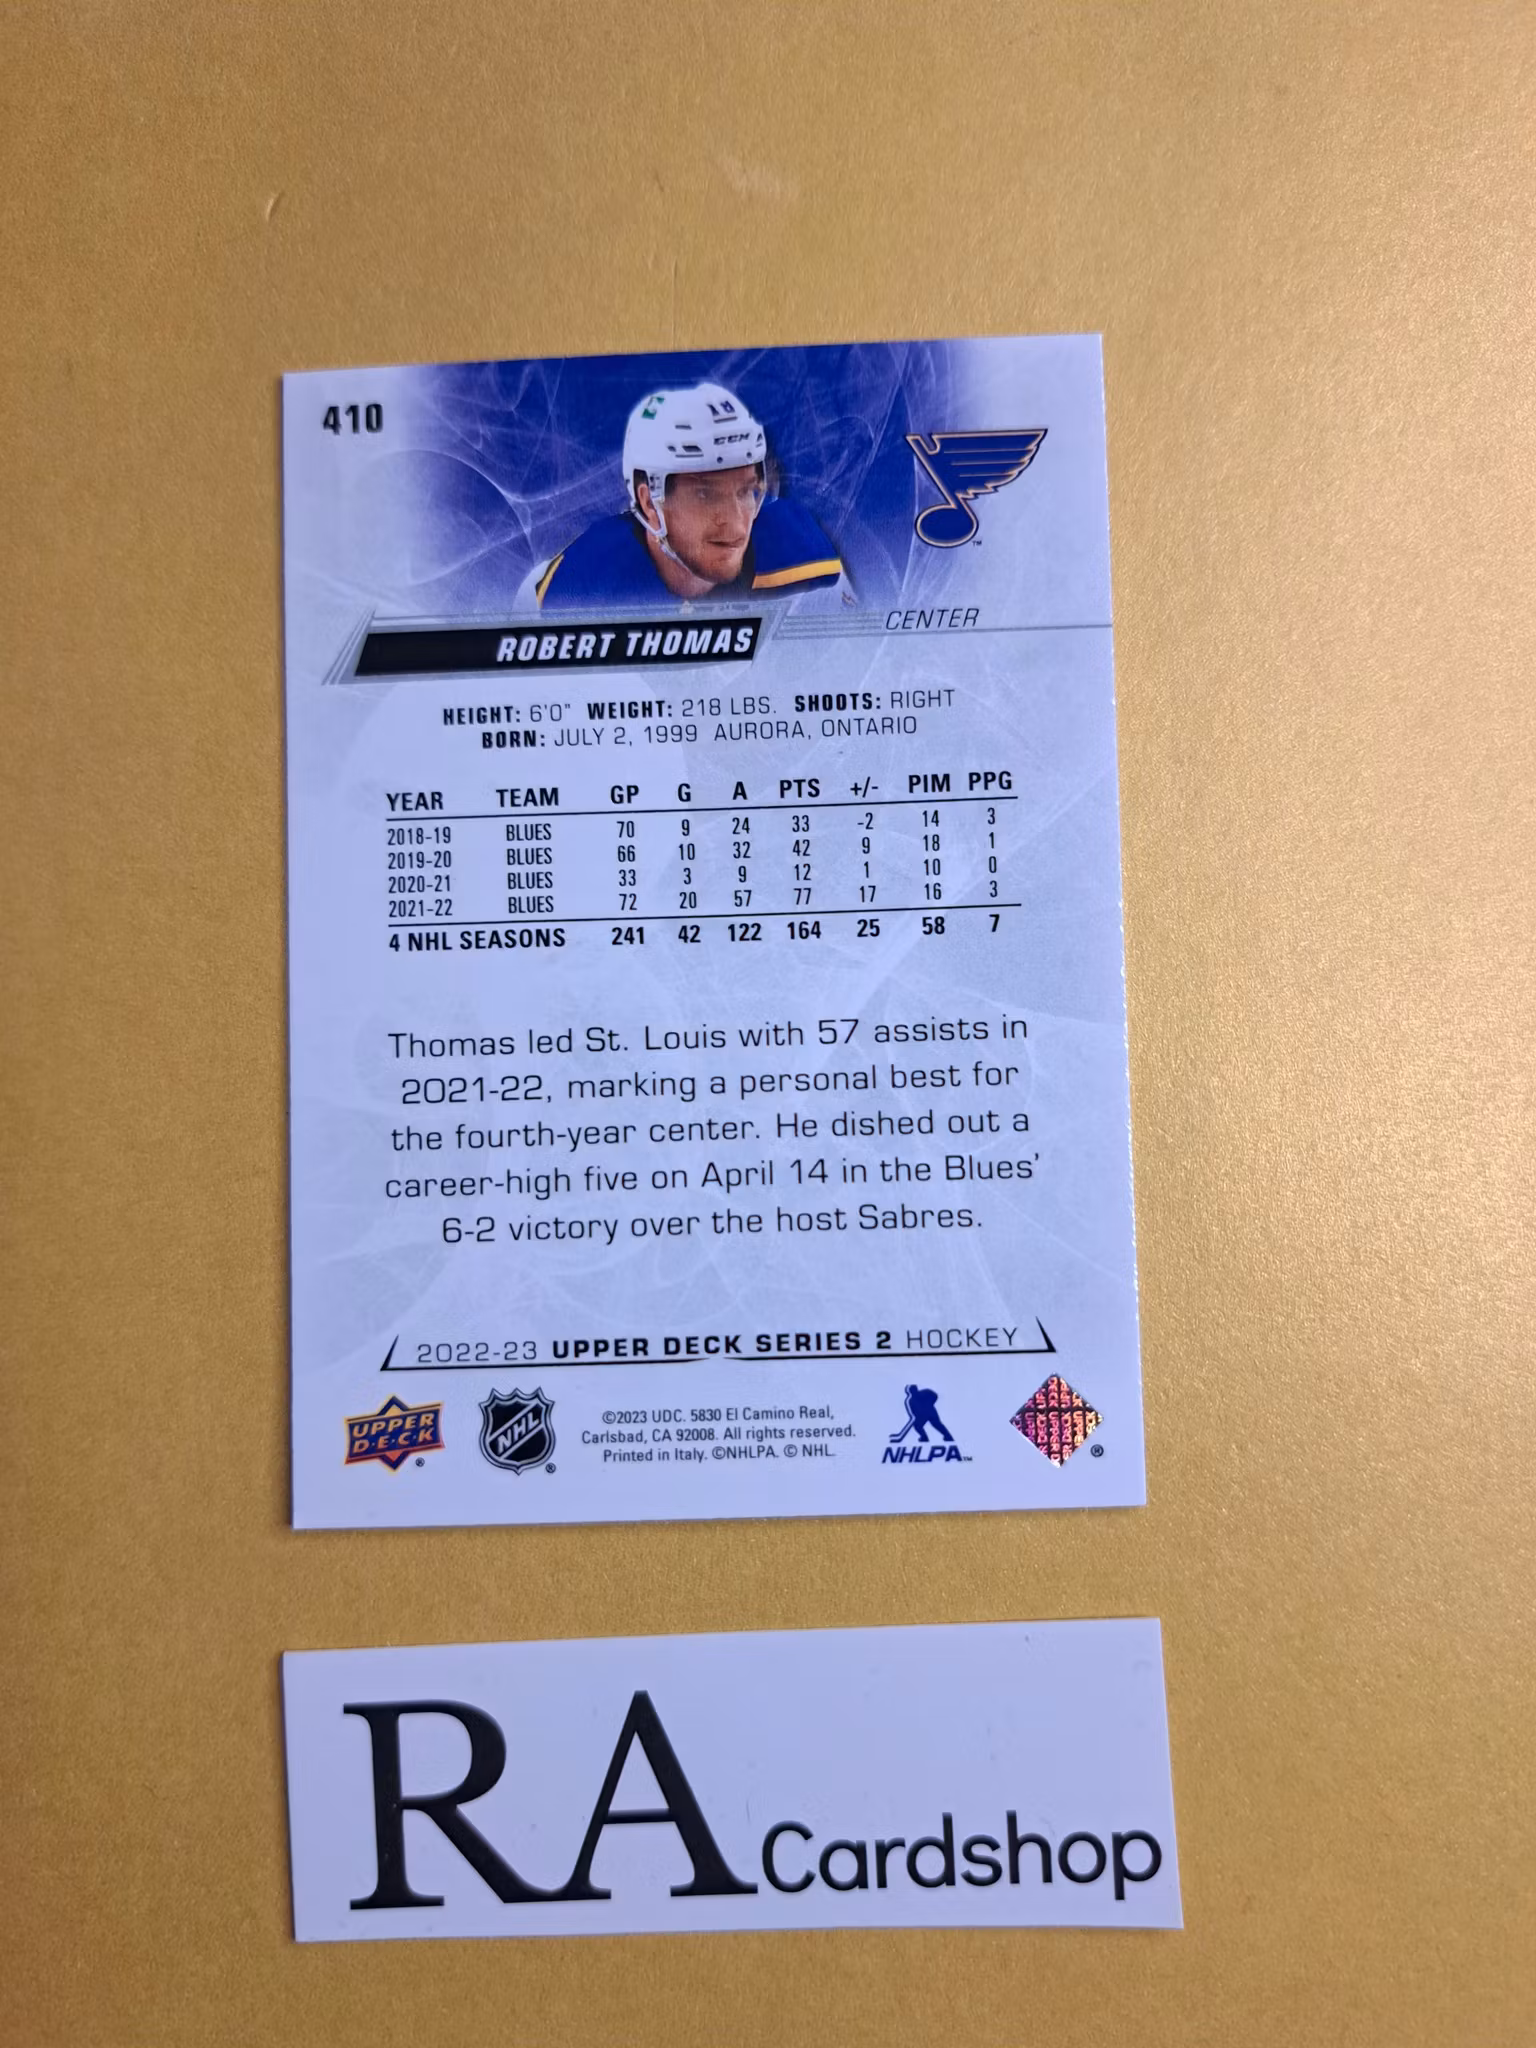 410
18
CCM
TM
ROBERT THOMAS
CENTER
HEIGHT: 6'0" WEIGHT: 218 LBS. SHOOTS: RIGHT
BORN: JULY 2, 1999 AURORA, ONTARIO
YEAR TEAM GP G A PTS +/- PIM PPG
2018-19 BLUES 70 9 24 33 -2 14 3
2019-20 BLUES 66 10 32 42 9 18 1
2020-21 BLUES 33 3 9 12 1 10 0
2021-22 BLUES 72 20 57 77 17 16 3
4 NHL SEASONS 241 42 122 164 25 58 7
Thomas led St. Louis with 57 assists in
2021-22, marking a personal best for
the fourth-year center. He dished out a
career-high five on April 14 in the Blues’
6-2 victory over the host Sabres.
2022-23 UPPER DECK SERIES 2 HOCKEY
UPPER
D·E·C·K
®
NHL
®
©2023 UDC. 5830 El Camino Real,
Carlsbad, CA 92008. All rights reserved.
Printed in Italy. ©NHLPA. © NHL.
NHLPA™
®
RA Cardshop